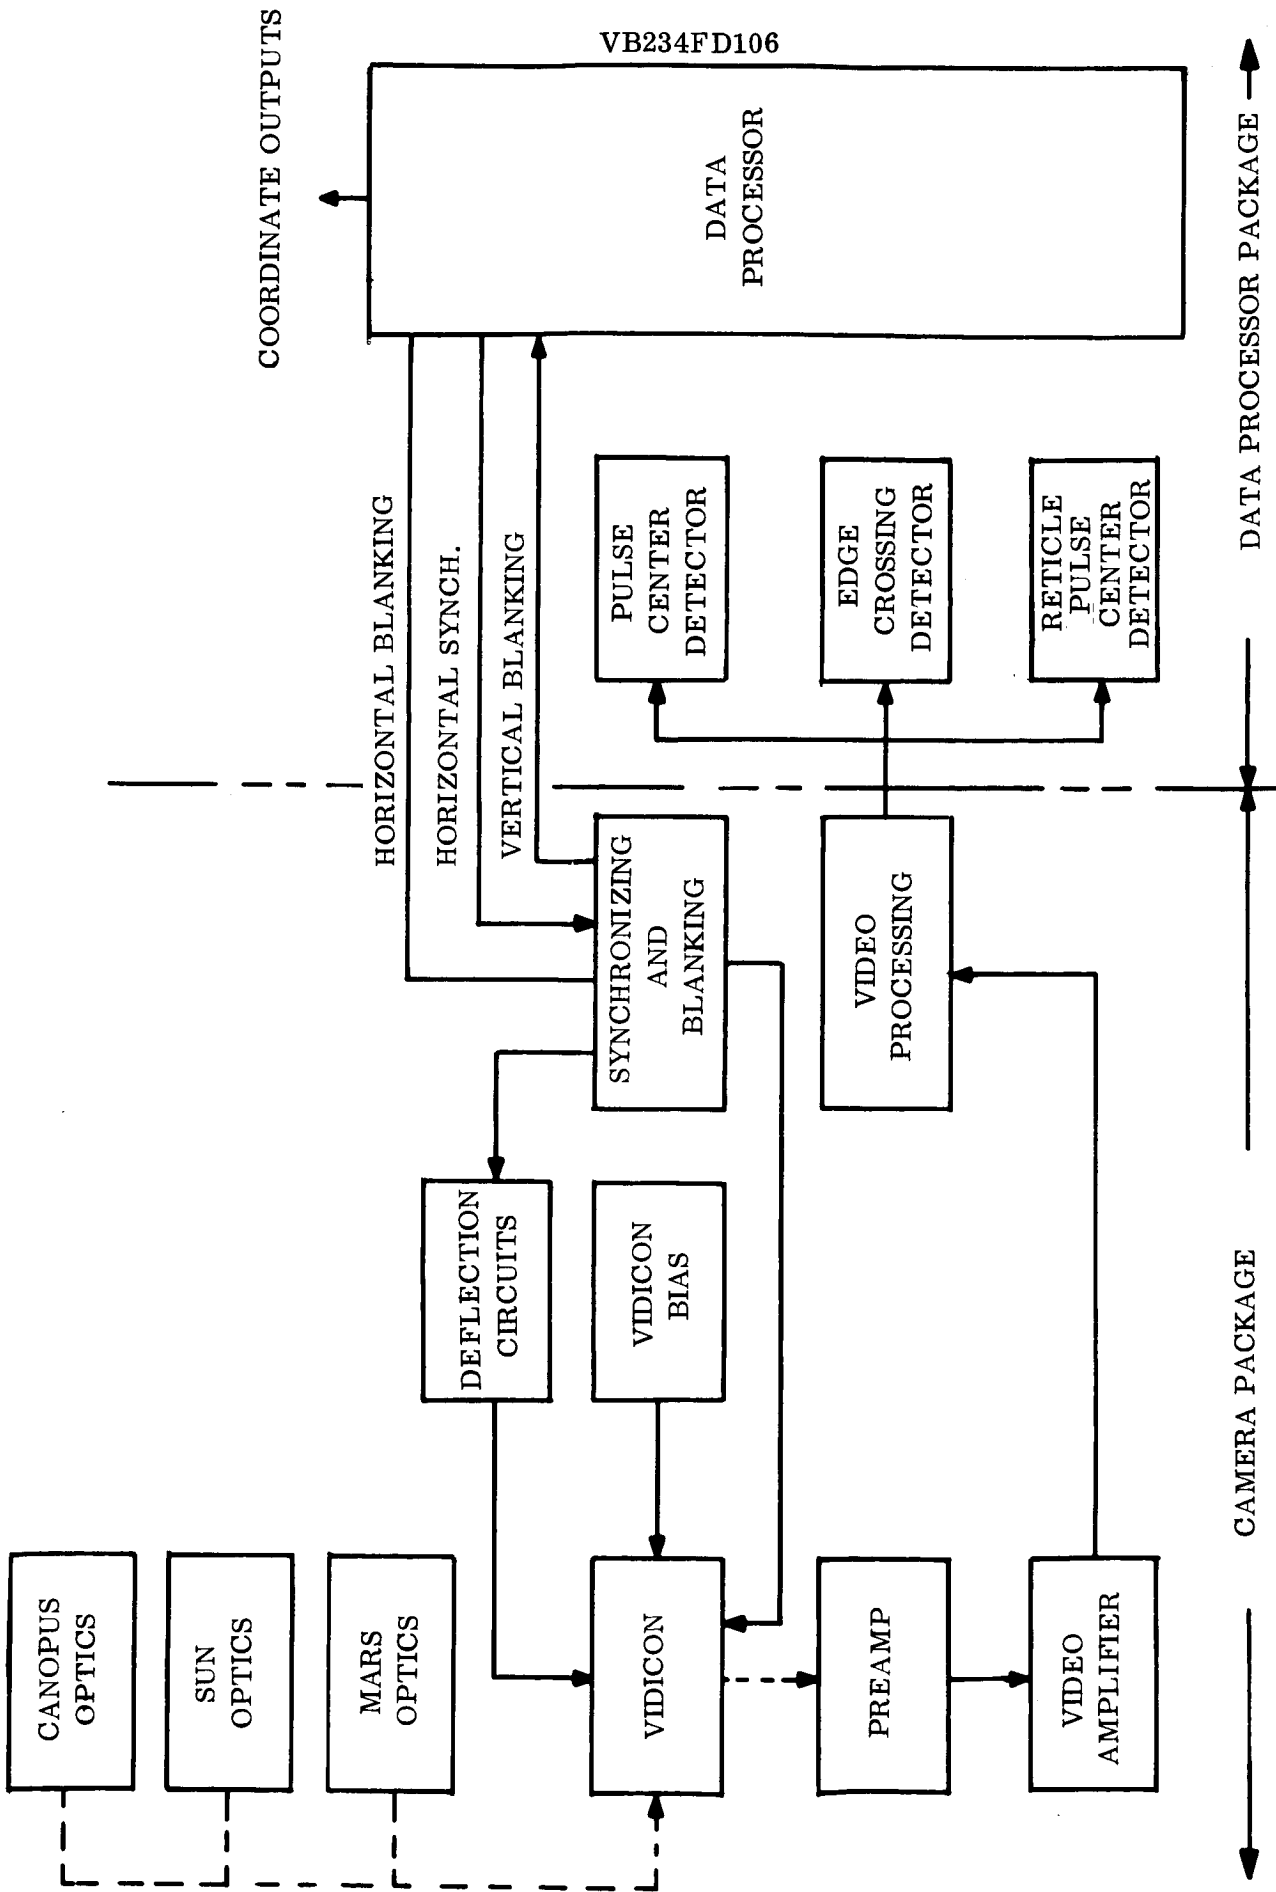 VB234FD106
CANOPUS
OPTICS
SUN
OPTICS
MARS
OPTICS
DEFLECTION
CIRCUITS
VIDICON
BIAS
VIDICON
PREAMP
VIDEO
AMPLIFIER
SYNCHRONIZING
AND
BLANKING
VIDEO
PROCESSING
HORIZONTAL BLANKING
HORIZONTAL SYNCH.
VERTICAL BLANKING
PULSE
CENTER
DETECTOR
EDGE
CROSSING
DETECTOR
RETICLE
PULSE
CENTER
DETECTOR
COORDINATE OUTPUTS
DATA
PROCESSOR
CAMERA PACKAGE
DATA PROCESSOR PACKAGE